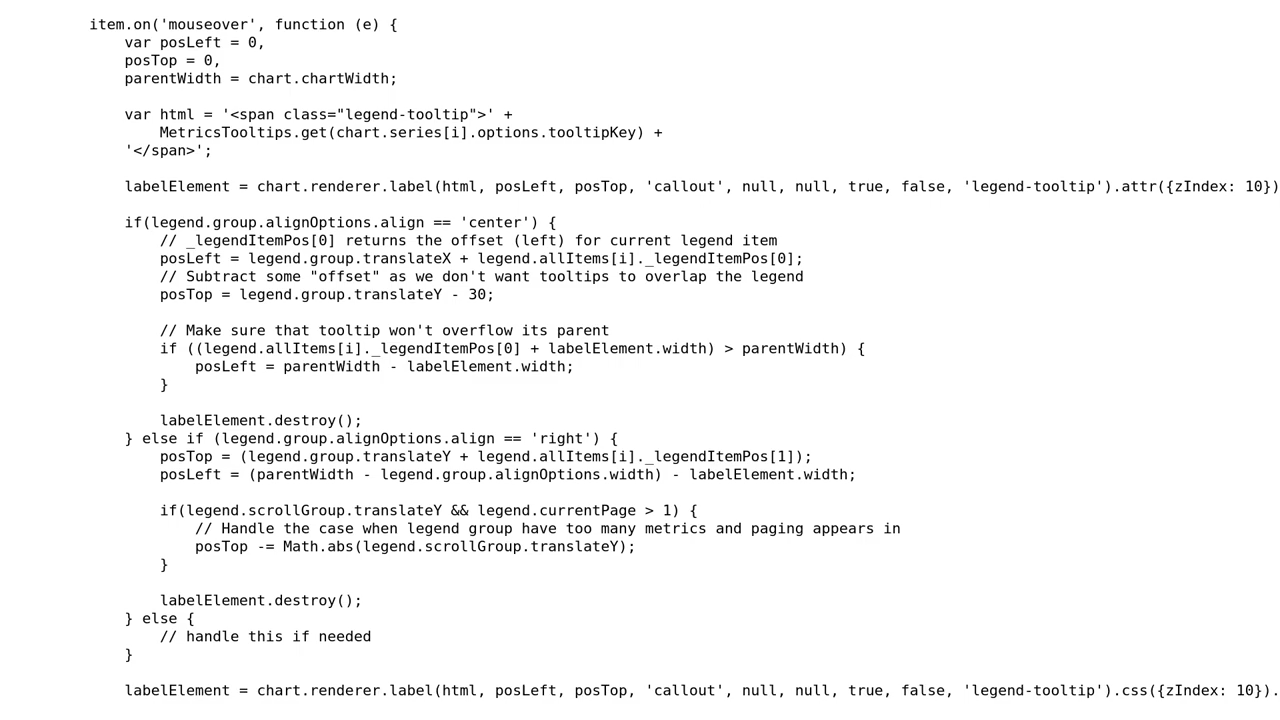 item.on('mouseover', function (e) {
    var posLeft = 0,
    posTop = 0,
    parentWidth = chart.chartWidth;

    var html = '<span class="legend-tooltip">' +
        MetricsTooltips.get(chart.series[i].options.tooltipKey) +
    '</span>';

    labelElement = chart.renderer.label(html, posLeft, posTop, 'callout', null, null, true, false, 'legend-tooltip').attr({zIndex: 10})

    if(legend.group.alignOptions.align == 'center') {
        // _legendItemPos[0] returns the offset (left) for current legend item
        posLeft = legend.group.translateX + legend.allItems[i]._legendItemPos[0];
        // Subtract some "offset" as we don't want tooltips to overlap the legend
        posTop = legend.group.translateY - 30;

        // Make sure that tooltip won't overflow its parent
        if ((legend.allItems[i]._legendItemPos[0] + labelElement.width) > parentWidth) {
            posLeft = parentWidth - labelElement.width;
        }

        labelElement.destroy();
    } else if (legend.group.alignOptions.align == 'right') {
        posTop = (legend.group.translateY + legend.allItems[i]._legendItemPos[1]);
        posLeft = (parentWidth - legend.group.alignOptions.width) - labelElement.width;

        if(legend.scrollGroup.translateY && legend.currentPage > 1) {
            // Handle the case when legend group have too many metrics and paging appears in
            posTop -= Math.abs(legend.scrollGroup.translateY);
        }

        labelElement.destroy();
    } else {
        // handle this if needed
    }

    labelElement = chart.renderer.label(html, posLeft, posTop, 'callout', null, null, true, false, 'legend-tooltip').css({zIndex: 10}).